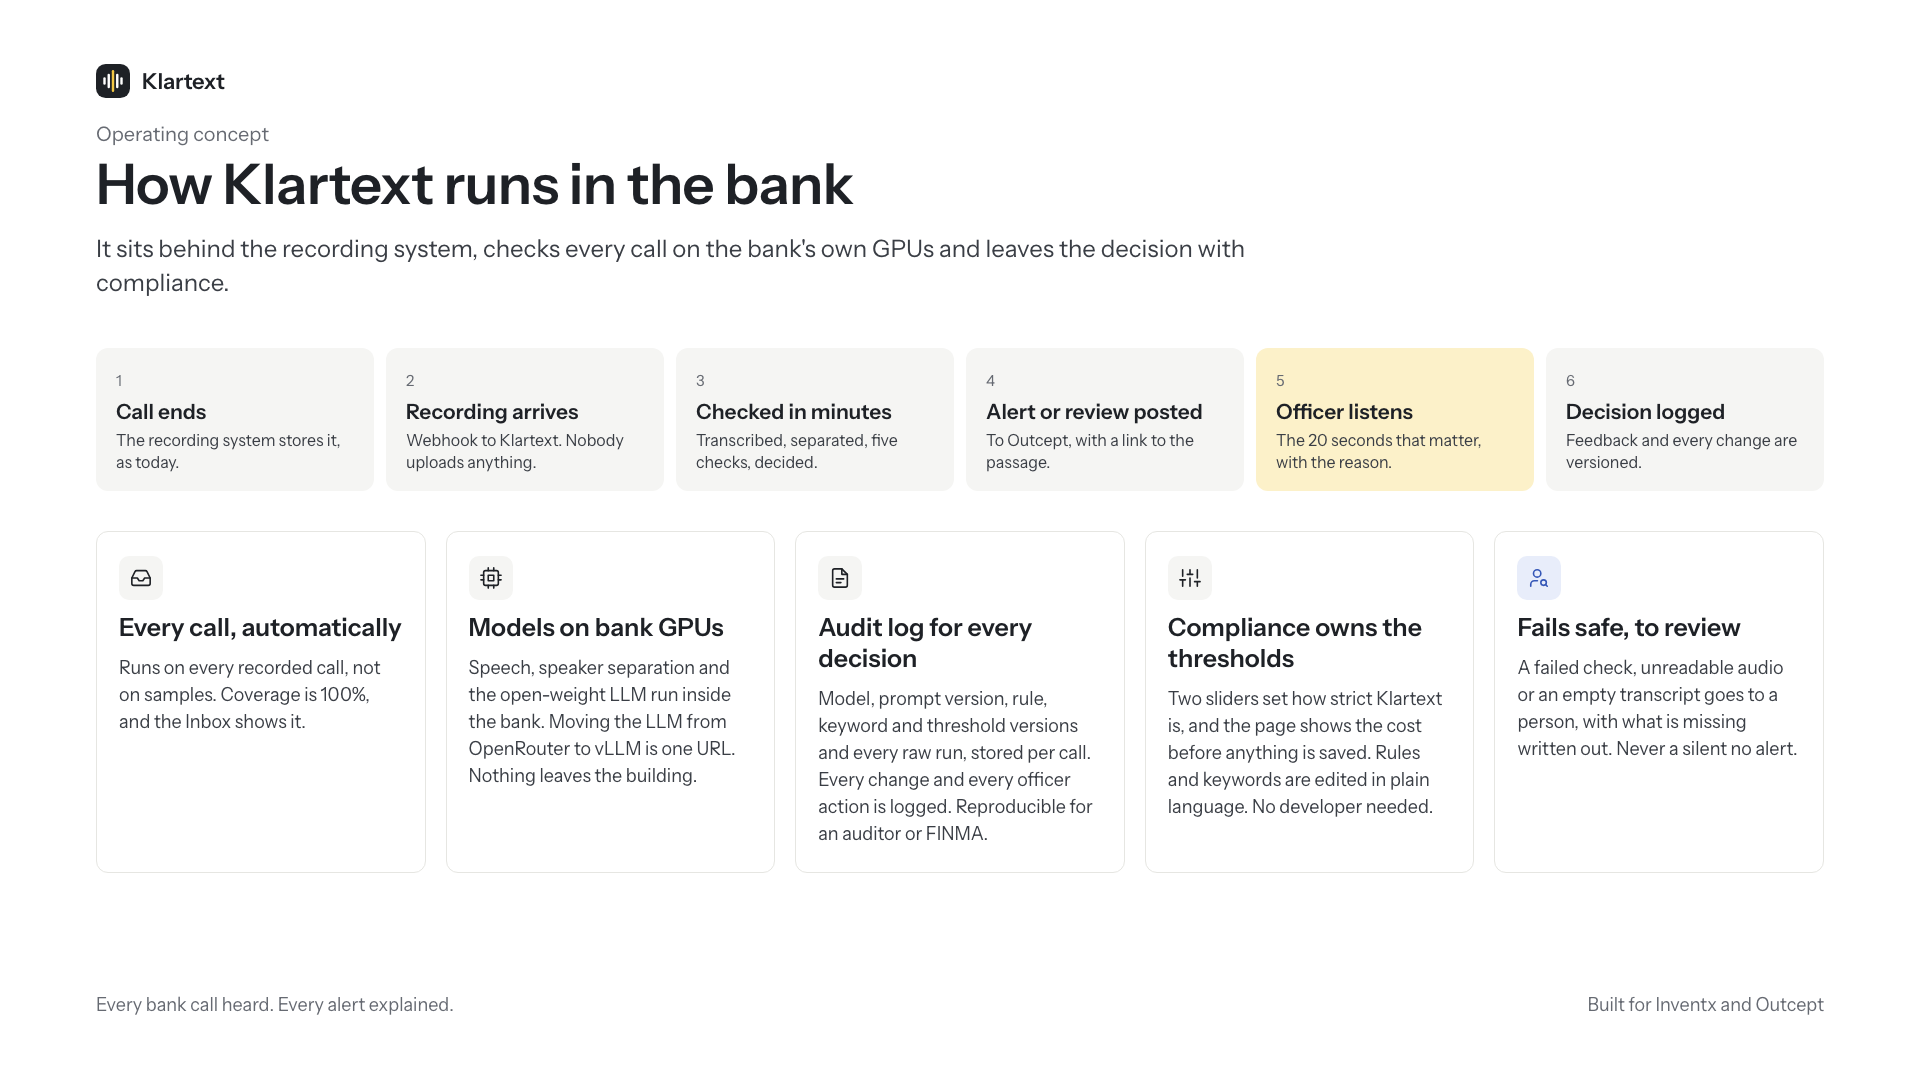 Klartext
Operating concept
How Klartext runs in the bank
It sits behind the recording system, checks every call on the bank's own GPUs and leaves the decision with
compliance.
1
Call ends
The recording system stores it,
as today.
2
Recording arrives
Webhook to Klartext. Nobody
uploads anything.
3
Checked in minutes
Transcribed, separated, five
checks, decided.
4
Alert or review posted
To Outcept, with a link to the
passage.
5
Officer listens
The 20 seconds that matter,
with the reason.
6
Decision logged
Feedback and every change are
versioned.
Every call, automatically
Runs on every recorded call, not
on samples. Coverage is 100%,
and the Inbox shows it.
Models on bank GPUs
Speech, speaker separation and
the open-weight LLM run inside
the bank. Moving the LLM from
OpenRouter to vLLM is one URL.
Nothing leaves the building.
Audit log for every
decision
Model, prompt version, rule,
keyword and threshold versions
and every raw run, stored per call.
Every change and every officer
action is logged. Reproducible for
an auditor or FINMA.
Compliance owns the
thresholds
Two sliders set how strict Klartext
is, and the page shows the cost
before anything is saved. Rules
and keywords are edited in plain
language. No developer needed.
Fails safe, to review
A failed check, unreadable audio
or an empty transcript goes to a
person, with what is missing
written out. Never a silent no alert.
Every bank call heard. Every alert explained.
Built for Inventx and Outcept